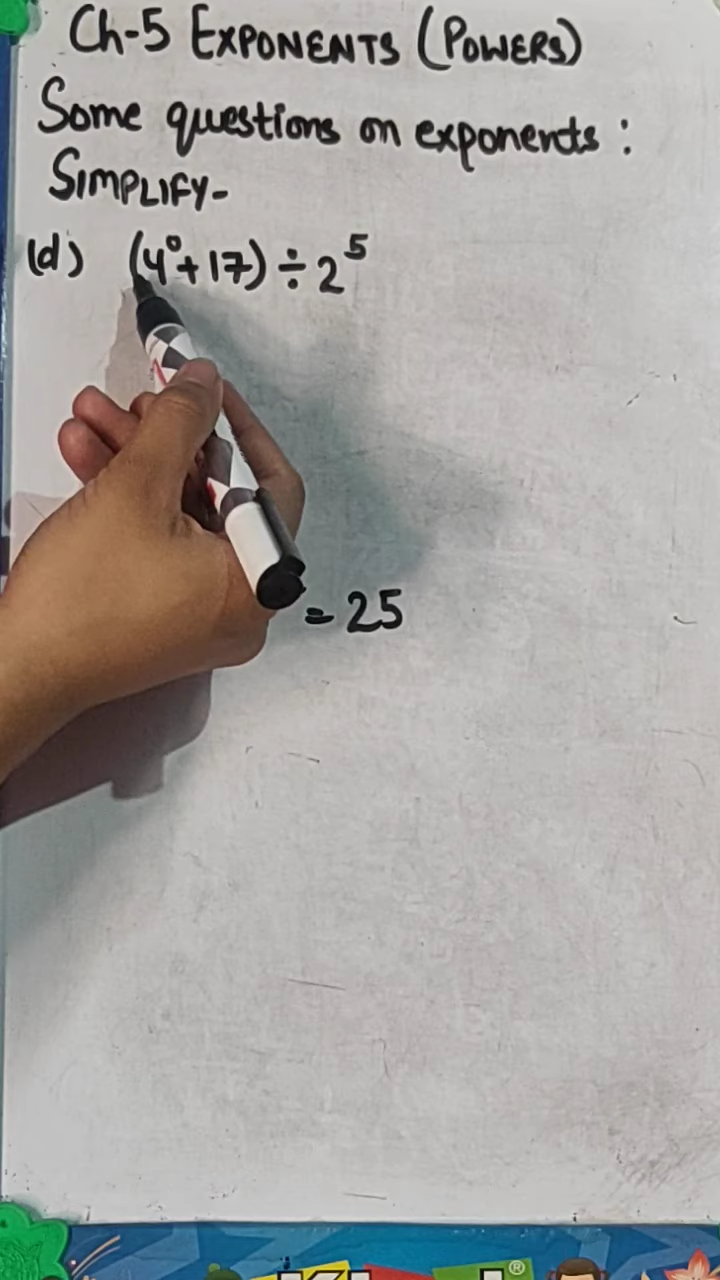 Ch-5 EXPONENTS (POWERS)
Some questions on exponents :
SIMPLIFY-
(d) (4⁰+17) ÷ 2⁵
= 25
®